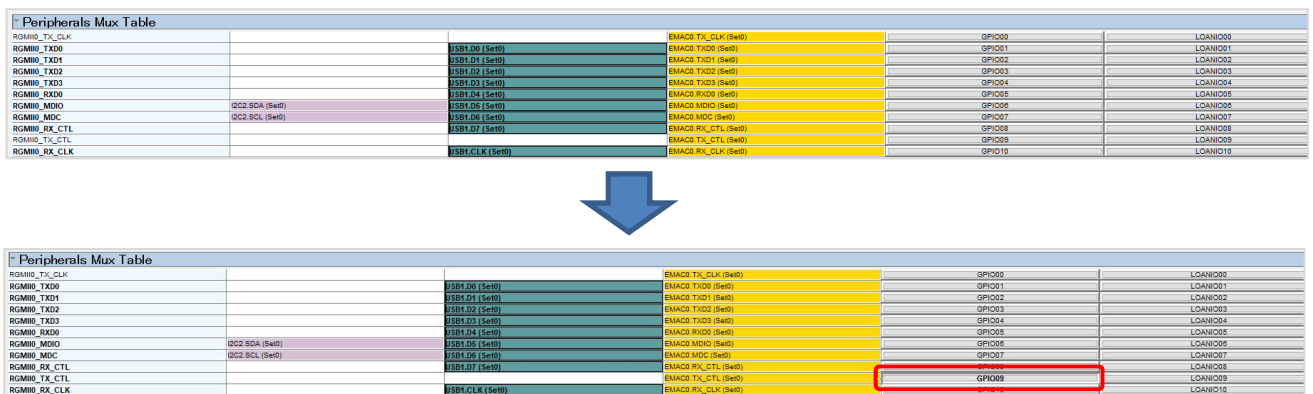 Peripherals Mux Table
RGMII0_TX_CLK EMAC0.TX_CLK (Set0) GPIO00 LOANIO00
RGMII0_TXD0 USB1.D0 (Set0) EMAC0.TXD0 (Set0) GPIO01 LOANIO01
RGMII0_TXD1 USB1.D1 (Set0) EMAC0.TXD1 (Set0) GPIO02 LOANIO02
RGMII0_TXD2 USB1.D2 (Set0) EMAC0.TXD2 (Set0) GPIO03 LOANIO03
RGMII0_TXD3 USB1.D3 (Set0) EMAC0.TXD3 (Set0) GPIO04 LOANIO04
RGMII0_RXD0 USB1.D4 (Set0) EMAC0.RXD0 (Set0) GPIO05 LOANIO05
RGMII0_MDIO I2C2.SDA (Set0) USB1.D5 (Set0) EMAC0.MDIO (Set0) GPIO06 LOANIO06
RGMII0_MDC I2C2.SCL (Set0) USB1.D6 (Set0) EMAC0.MDC (Set0) GPIO07 LOANIO07
RGMII0_RX_CTL USB1.D7 (Set0) EMAC0.RX_CTL (Set0) GPIO08 LOANIO08
RGMII0_TX_CTL EMAC0.TX_CTL (Set0) GPIO09 LOANIO09
RGMII0_RX_CLK USB1.CLK (Set0) EMAC0.RX_CLK (Set0) GPIO10 LOANIO10
Peripherals Mux Table
RGMII0_TX_CLK EMAC0.TX_CLK (Set0) GPIO00 LOANIO00
RGMII0_TXD0 USB1.D0 (Set0) EMAC0.TXD0 (Set0) GPIO01 LOANIO01
RGMII0_TXD1 USB1.D1 (Set0) EMAC0.TXD1 (Set0) GPIO02 LOANIO02
RGMII0_TXD2 USB1.D2 (Set0) EMAC0.TXD2 (Set0) GPIO03 LOANIO03
RGMII0_TXD3 USB1.D3 (Set0) EMAC0.TXD3 (Set0) GPIO04 LOANIO04
RGMII0_RXD0 USB1.D4 (Set0) EMAC0.RXD0 (Set0) GPIO05 LOANIO05
RGMII0_MDIO I2C2.SDA (Set0) USB1.D5 (Set0) EMAC0.MDIO (Set0) GPIO06 LOANIO06
RGMII0_MDC I2C2.SCL (Set0) USB1.D6 (Set0) EMAC0.MDC (Set0) GPIO07 LOANIO07
RGMII0_RX_CTL USB1.D7 (Set0) EMAC0.RX_CTL (Set0) LOANIO08
RGMII0_TX_CTL EMAC0.TX_CTL (Set0) GPIO09 LOANIO09
RGMII0_RX_CLK USB1.CLK (Set0) EMAC0.RX_CLK (Set0) LOANIO10